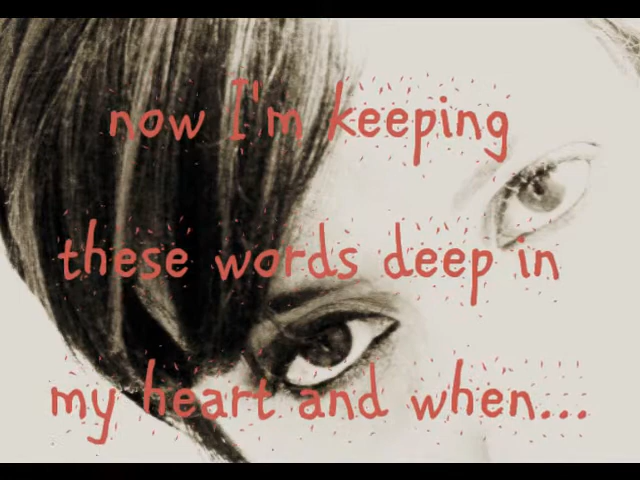 now I'm keeping
these words deep in
my heart and when...